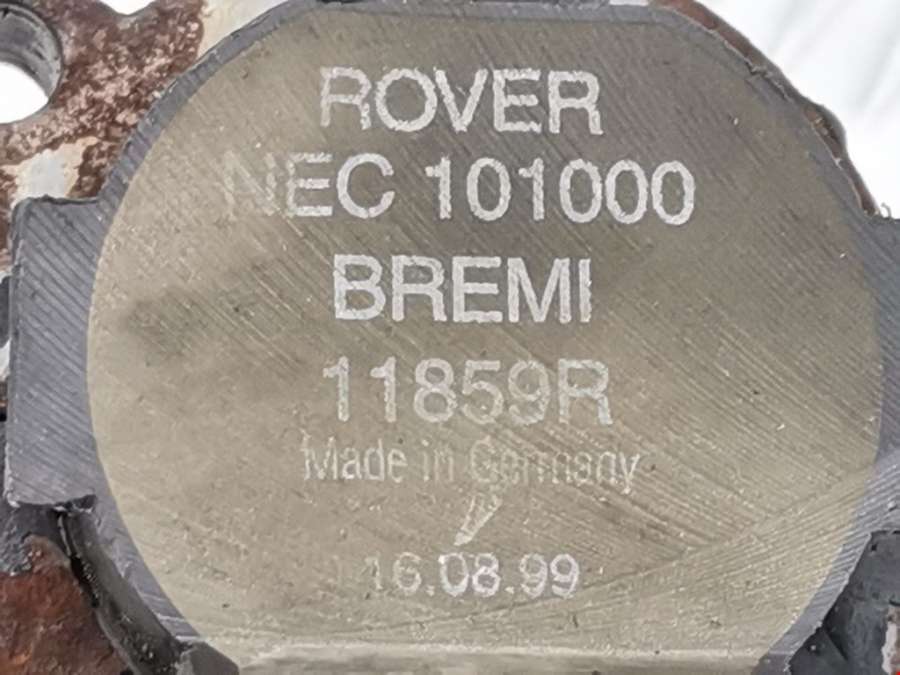 ROVER
NEC 101000
BREMI
11859R
Made in Germany
16.08.99